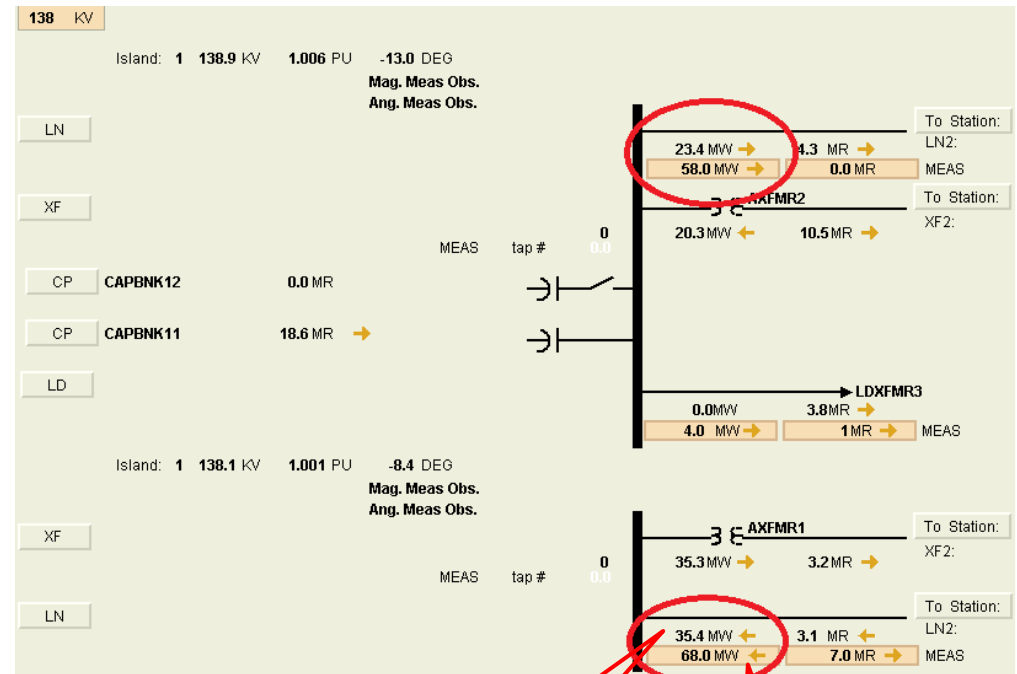 138 KV
Island: 1 138.9 KV 1.006 PU -13.0 DEG
Mag. Meas Obs.
Ang. Meas Obs.
LN
To Station:
LN2:
23.4 MW 4.3 MR
58.0 MW 0.0 MR MEAS
XF
AXFMR2
To Station:
XF2:
20.3 MW 10.5 MR
0
MEAS tap # 0.0
CP CAPBNK12 0.0 MR
CP CAPBNK11 18.6 MR
LD
LDXFMR3
0.0MW 3.8MR
4.0 MW 1 MR MEAS
Island: 1 138.1 KV 1.001 PU -8.4 DEG
Mag. Meas Obs.
Ang. Meas Obs.
XF
AXFMR1
To Station:
XF2:
35.3 MW 3.2 MR
0
MEAS tap # 0.0
LN
To Station:
LN2:
35.4 MW 3.1 MR
68.0 MW 7.0 MR MEAS